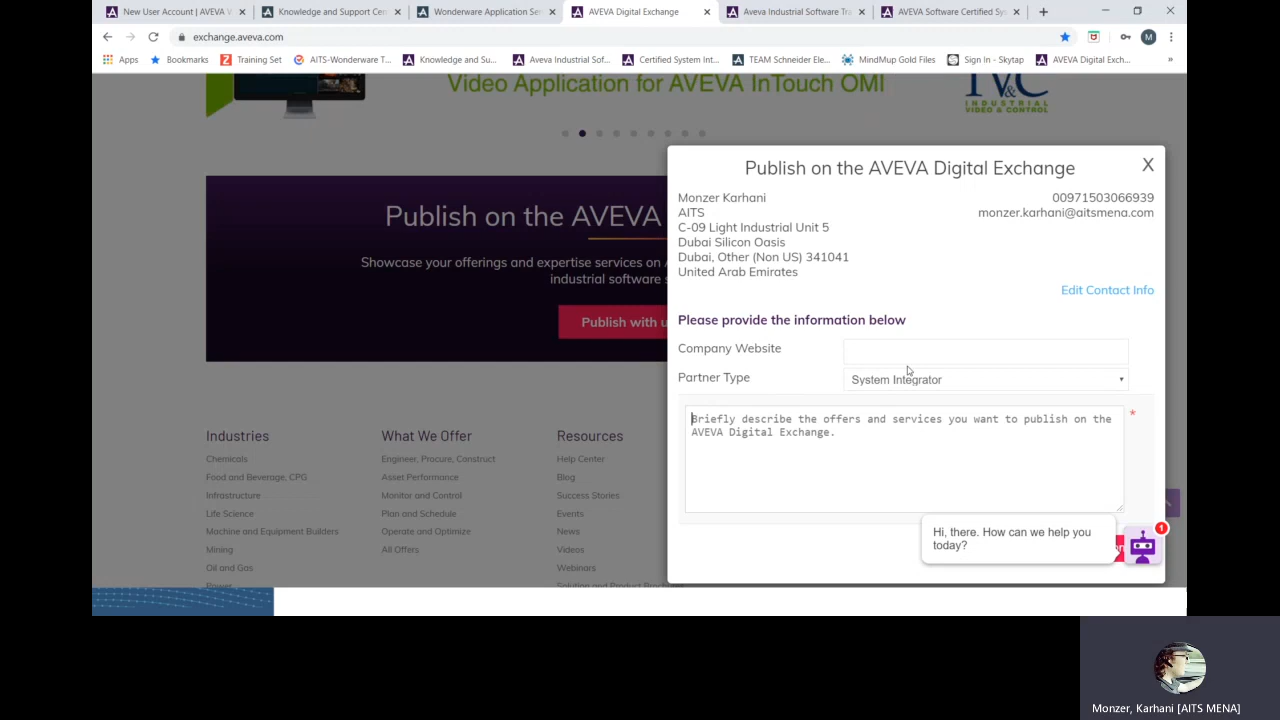 New User Account | AVEVA W
Knowledge and Support Cen
Wonderware Application Ser
AVEVA Digital Exchange
Aveva Industrial Software Tra
AVEVA Software Certified Sys
exchange.aveva.com
M
Apps
Bookmarks
Training Set
AITS-Wonderware T...
Knowledge and Su...
Aveva Industrial Sof...
Certified System Int...
TEAM Schneider Ele...
MindMup Gold Files
Sign In - Skytap
AVEVA Digital Exch...
»
Video Application for AVEVA InTouch OMI
INDUSTRIAL
VIDEO & CONTROL
Publish on the AVEVA
Showcase your offerings and expertise services on
industrial software s
Publish with u
Publish on the AVEVA Digital Exchange
X
Monzer Karhani
00971503066939
AITS
monzer.karhani@aitsmena.com
C-09 Light Industrial Unit 5
Dubai Silicon Oasis
Dubai, Other (Non US) 341041
United Arab Emirates
Edit Contact Info
Please provide the information below
Company Website
Partner Type
System Integrator
Briefly describe the offers and services you want to publish on the
AVEVA Digital Exchange.
*
Hi, there. How can we help you
today?
1
Industries
Chemicals
Food and Beverage, CPG
Infrastructure
Life Science
Machine and Equipment Builders
Mining
Oil and Gas
Power
What We Offer
Engineer, Procure, Construct
Asset Performance
Monitor and Control
Plan and Schedule
Operate and Optimize
All Offers
Resources
Help Center
Blog
Success Stories
Events
News
Videos
Webinars
Solution and Product Brochures
Monzer, Karhani [AITS MENA]